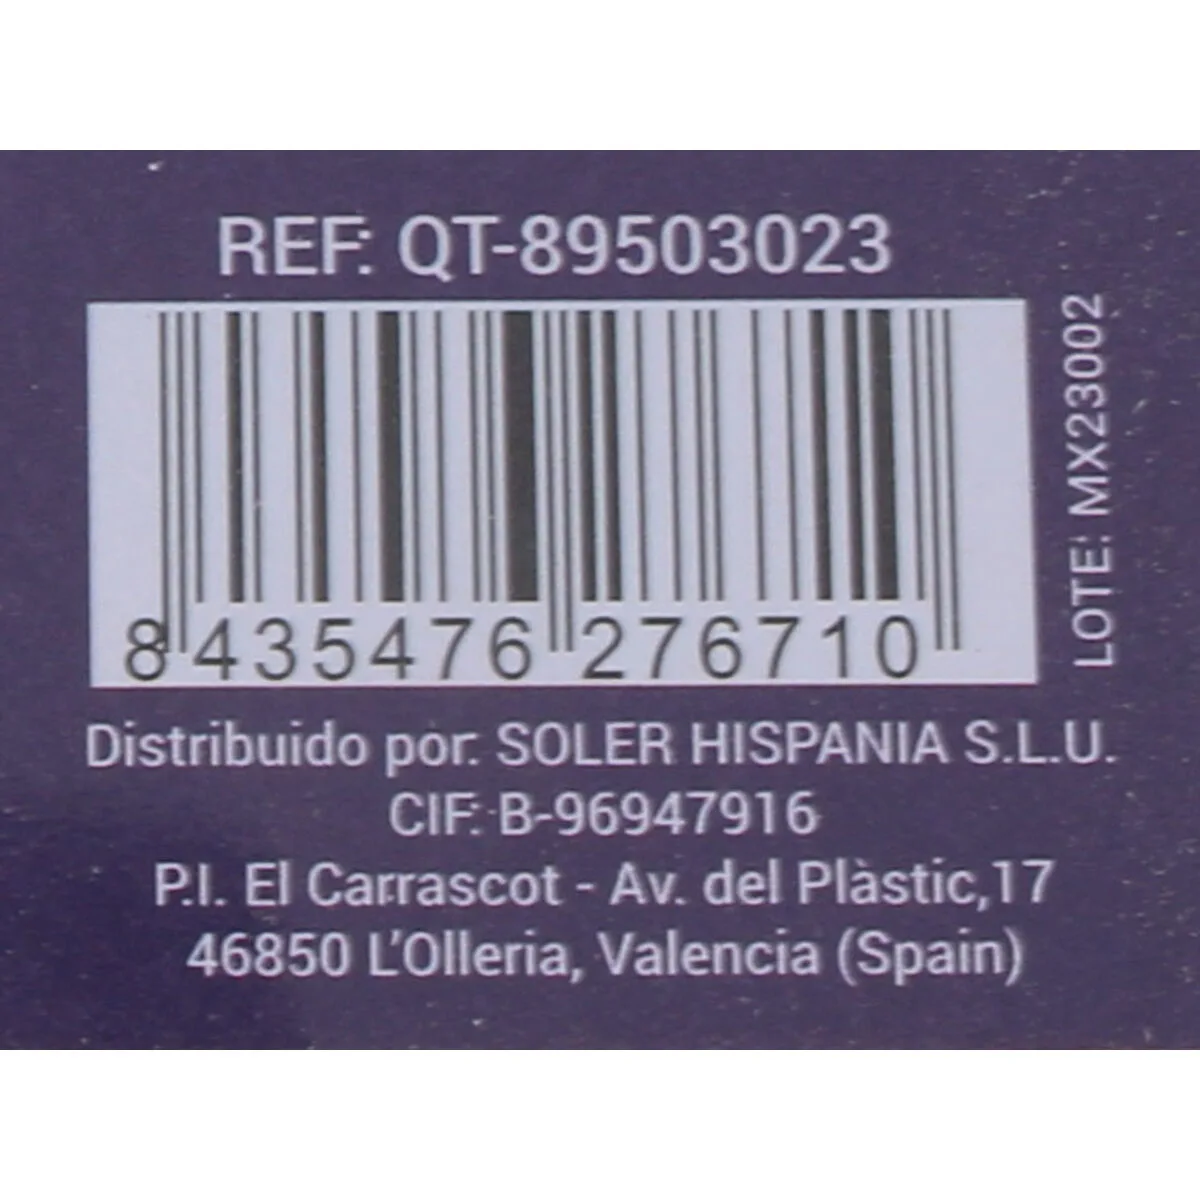 REF: QT-89503023
LOTE: MX23002
8 435476 276710
Distribuido por: SOLER HISPANIA S.L.U.
CIF: B-96947916
P.I. El Carrascot - Av. del Plàstic,17
46850 L'Olleria, Valencia (Spain)